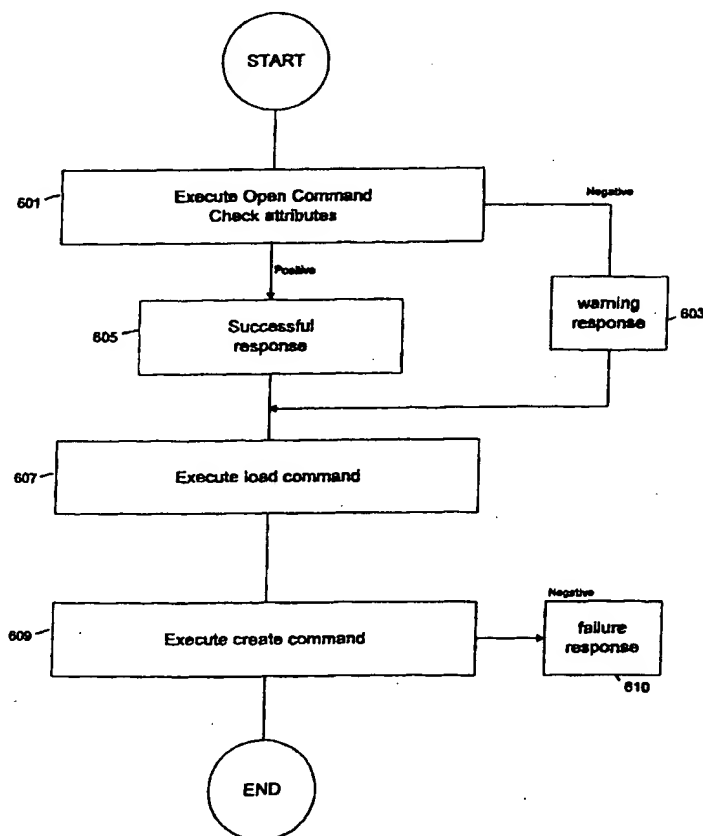 START
601
Execute Open Command
Check attributes
Negative
Positive
warning
response
603
605
Successful
response
607
Execute load command
609
Execute create command
Negative
failure
response
610
END